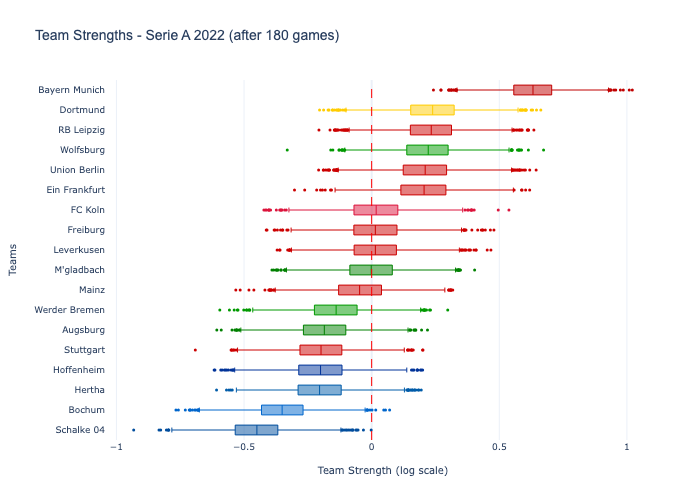 Team Strengths - Serie A 2022 (after 180 games)
Bayern Munich
Dortmund
RB Leipzig
Wolfsburg
Union Berlin
Ein Frankfurt
FC Koln
Freiburg
Leverkusen
M'gladbach
Mainz
Werder Bremen
Augsburg
Stuttgart
Hoffenheim
Hertha
Bochum
Schalke 04
Teams
−1 −0.5 0 0.5 1
Team Strength (log scale)